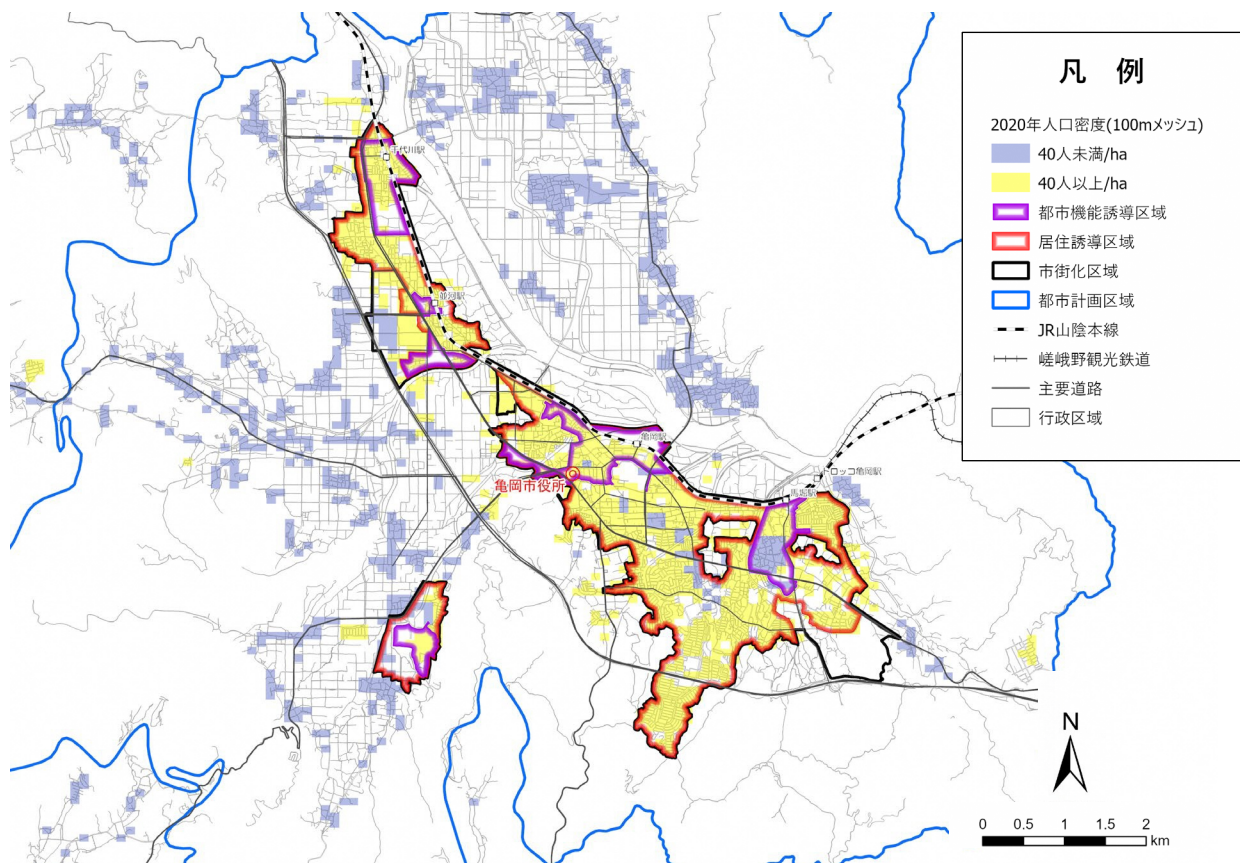 凡 例
2020年人口密度(100mメッシュ)
40人未満/ha
40人以上/ha
都市機能誘導区域
居住誘導区域
市街化区域
都市計画区域
JR山陰本線
嵯峨野観光鉄道
主要道路
行政区域
千代川駅
並河駅
亀岡駅
亀岡市役所
トロッコ亀岡駅
馬堀駅
N
0 0.5 1 1.5 2
km